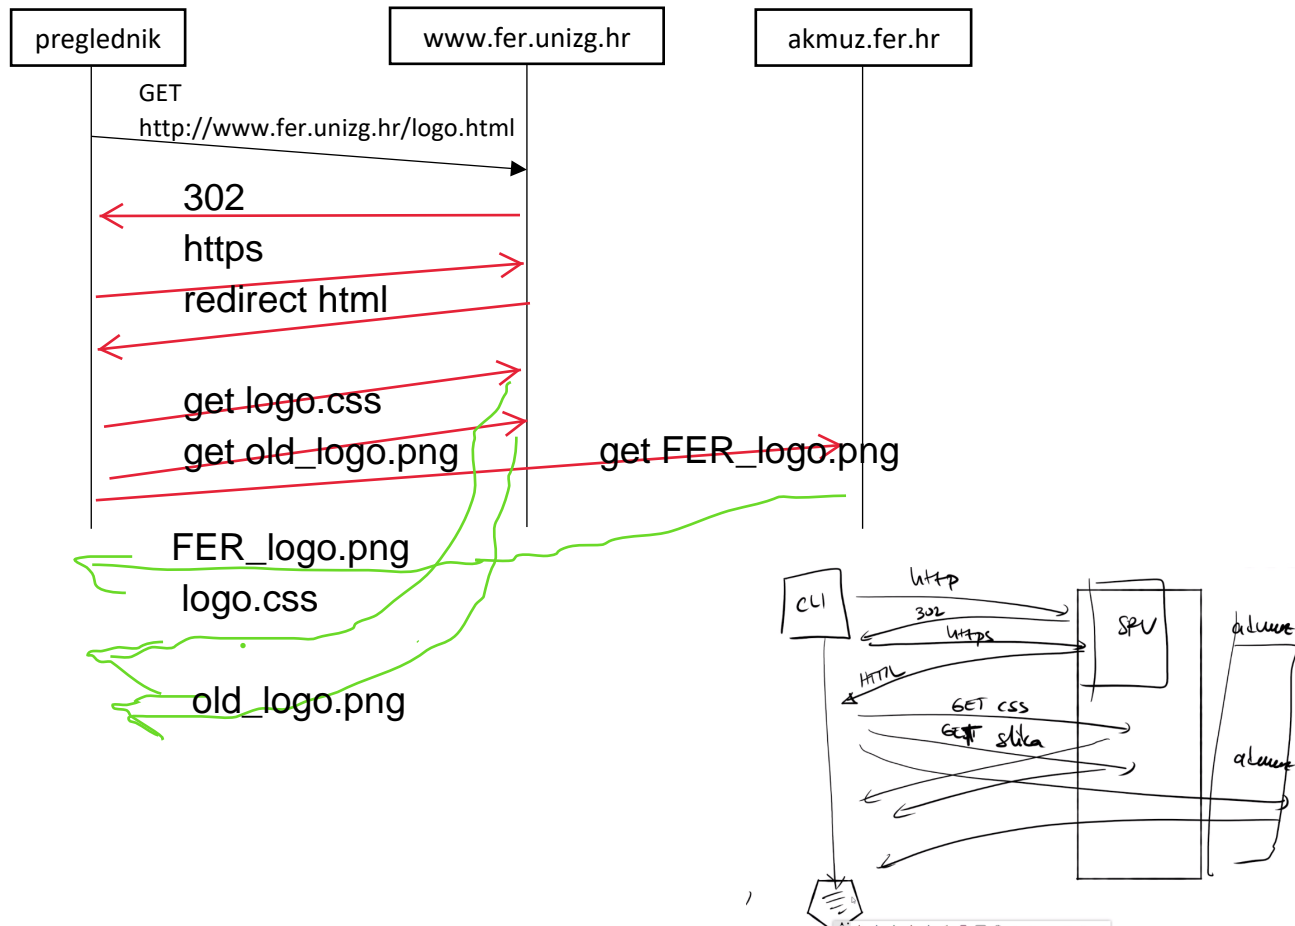 preglednik
www.fer.unizg.hr
akmuz.fer.hr
GET
http://www.fer.unizg.hr/logo.html
302
https
redirect html
get logo.css
get old_logo.png
get FER_logo.png
FER_logo.png
logo.css
old_logo.png
CLI
http
302
https
HTML
SRV
GET css
GET slika